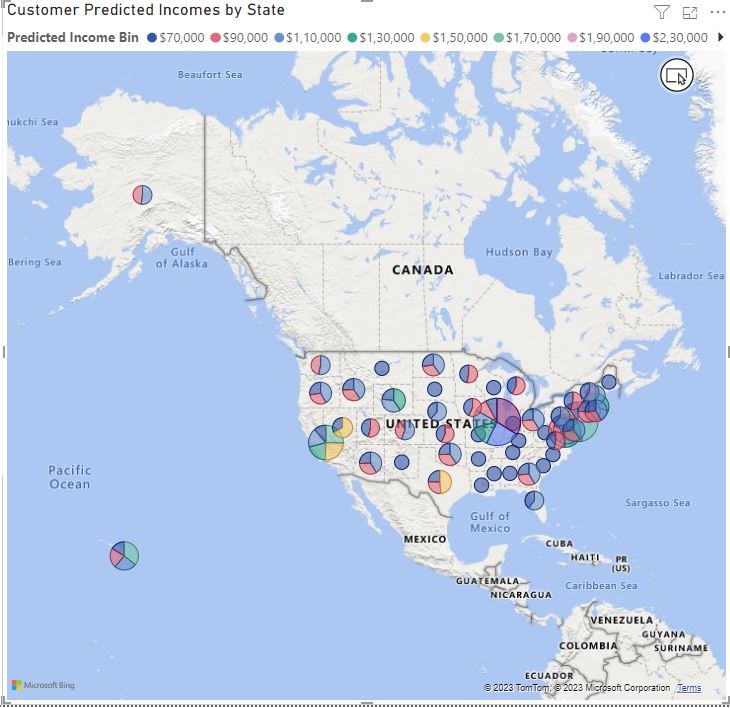 Customer Predicted Incomes by State
Predicted Income Bin $70,000 $90,000 $1,10,000 $1,30,000 $1,50,000 $1,70,000 $1,90,000 $2,30,000
Beaufort Sea
Bering Sea
Gulf
of Alaska
Hudson Bay
CANADA
Labrador Sea
UNITED STATES
Pacific
Ocean
Sargasso Sea
Gulf of
Mexico
MEXICO
CUBA
HAITI
PR
(US)
GUATEMALA
Caribbean Sea
NICARAGUA
VENEZUELA
GUYANA
COLOMBIA
SURINAME
ECUADOR
Microsoft Bing
© 2023 TomTom, © 2023 Microsoft Corporation Terms